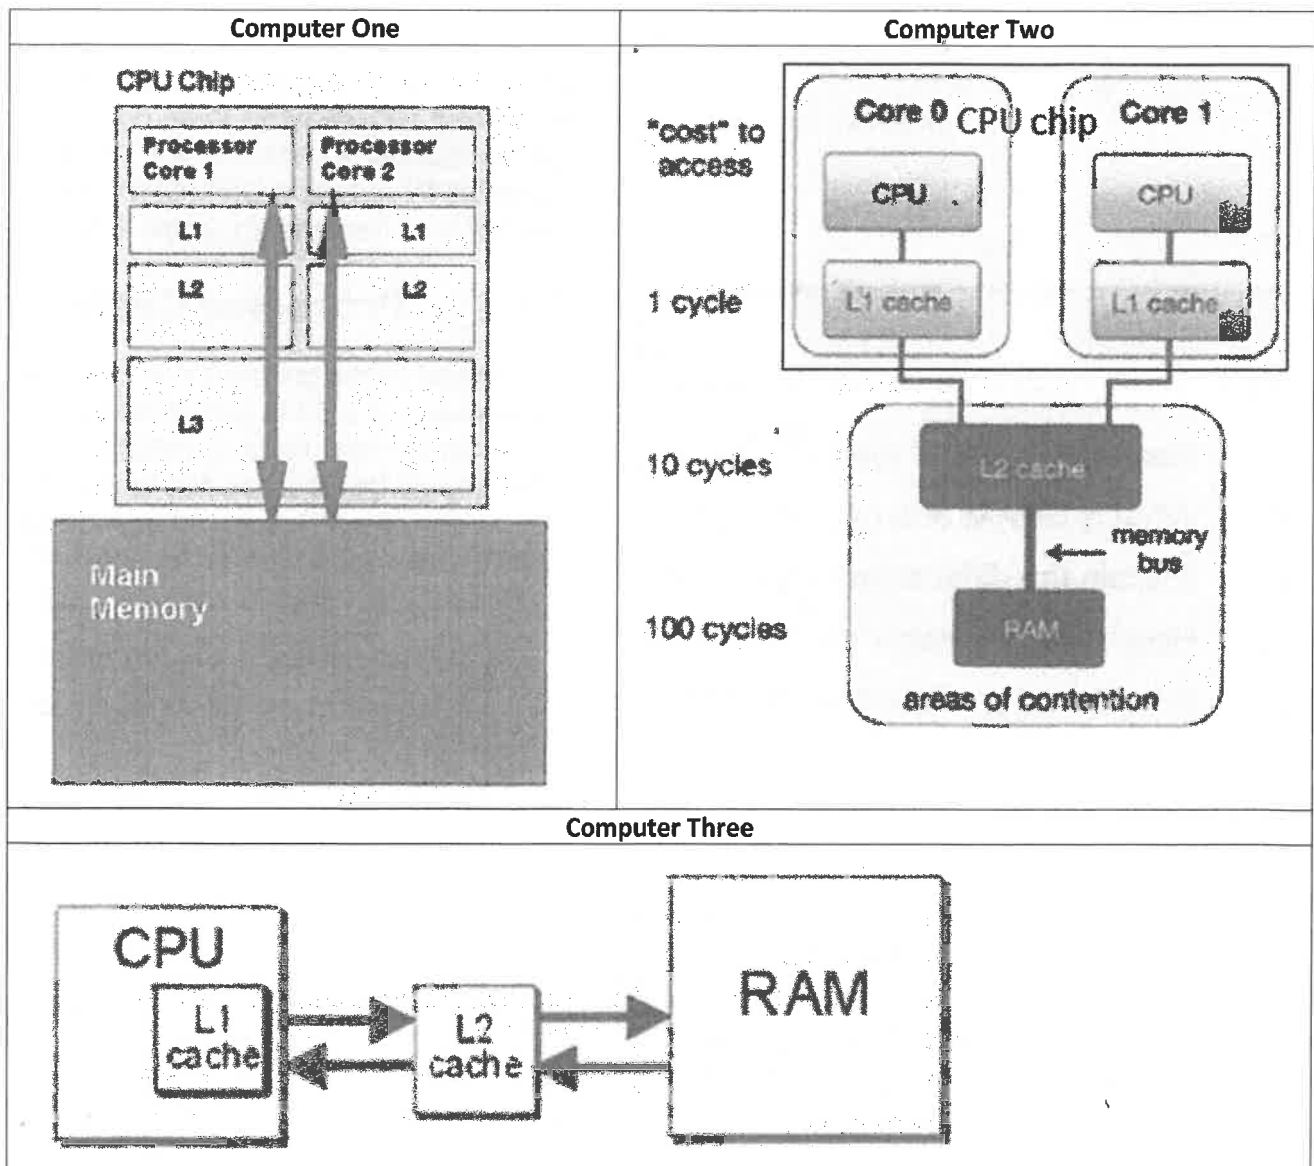 Computer One
Computer Two
CPU Chip
Processor
Core 1
Processor
Core 2
L1
L1
L2
L2
L3
Main
Memory
"cost" to
access
Core 0
CPU chip
Core 1
CPU
CPU
1 cycle
L1 cache
L1 cache
10 cycles
L2 cache
memory
bus
100 cycles
RAM
areas of contention
Computer Three
CPU
L1
cache
L2
cache
RAM